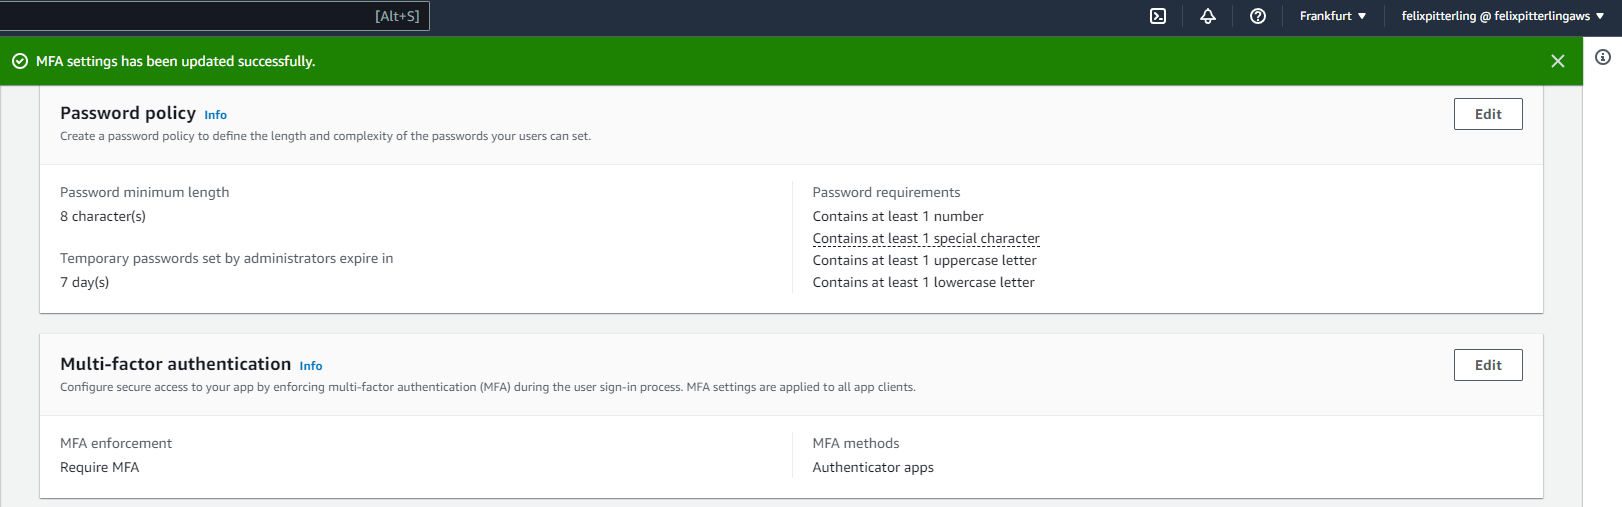 [Alt+S]
Frankfurt ▼
felixpitterling @ felixpitterlingaws ▼
MFA settings has been updated successfully.
Password policy Info
Edit
Create a password policy to define the length and complexity of the passwords your users can set.
Password minimum length
8 character(s)
Temporary passwords set by administrators expire in
7 day(s)
Password requirements
Contains at least 1 number
Contains at least 1 special character
Contains at least 1 uppercase letter
Contains at least 1 lowercase letter
Multi-factor authentication Info
Edit
Configure secure access to your app by enforcing multi-factor authentication (MFA) during the user sign-in process. MFA settings are applied to all app clients.
MFA enforcement
Require MFA
MFA methods
Authenticator apps